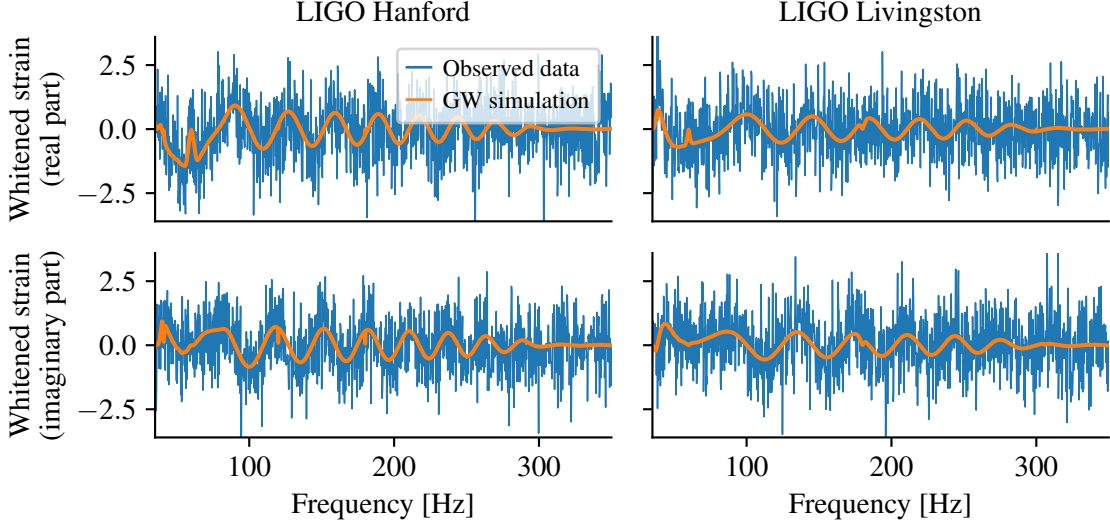 LIGO Hanford
LIGO Livingston
Whitened strain
(real part)
2.5
0.0
−2.5
Observed data
GW simulation
Whitened strain
(imaginary part)
2.5
0.0
−2.5
100
200
300
100
200
300
Frequency [Hz]
Frequency [Hz]